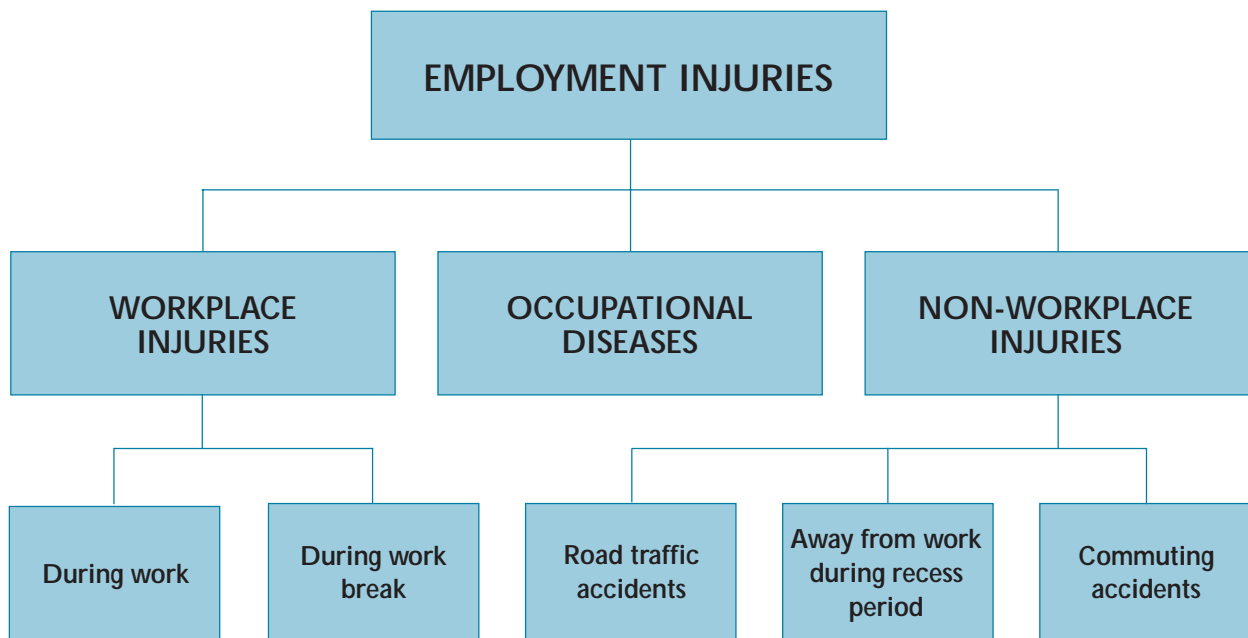 EMPLOYMENT INJURIES
WORKPLACE
INJURIES
OCCUPATIONAL
DISEASES
NON-WORKPLACE
INJURIES
During work
During work
break
Road traffic
accidents
Away from work
during recess
period
Commuting
accidents